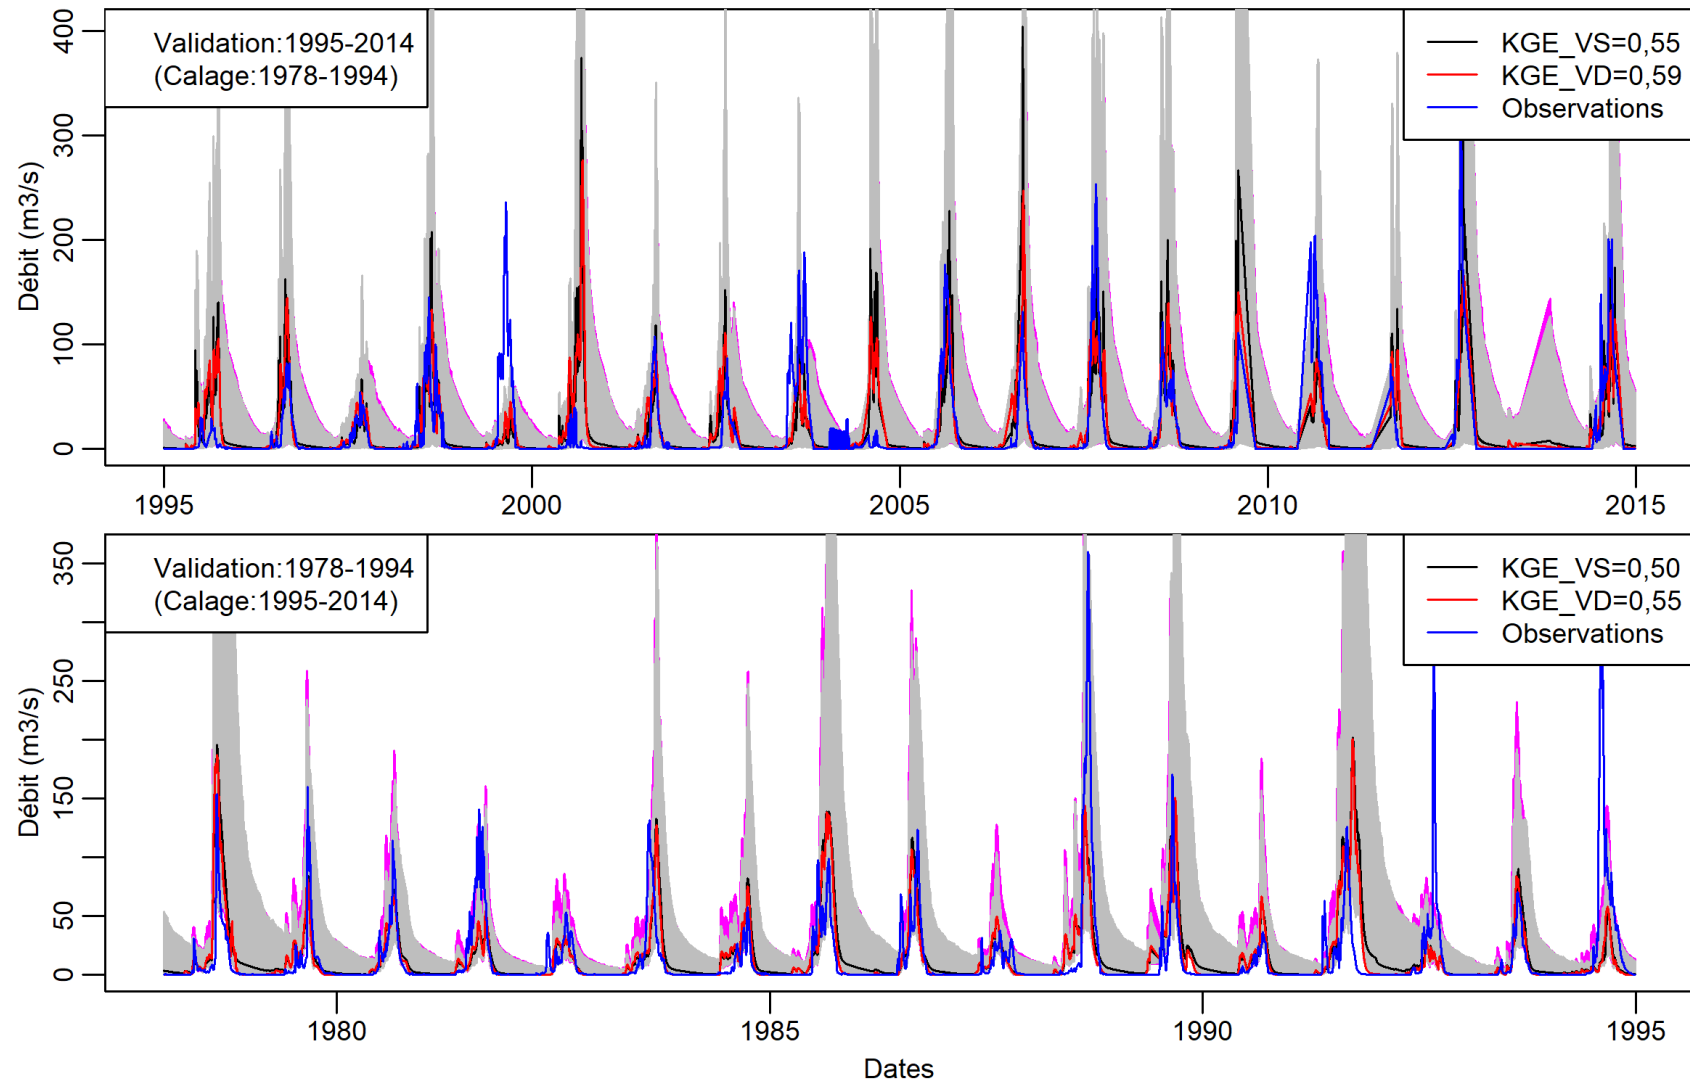 Validation:1995-2014
(Calage:1978-1994)
KGE_VS=0,55
KGE_VD=0,59
Observations
Débit (m3/s)
400
300
200
100
0
1995
2000
2005
2010
2015
Validation:1978-1994
(Calage:1995-2014)
KGE_VS=0,50
KGE_VD=0,55
Observations
Débit (m3/s)
350
250
150
50
0
1980
1985
1990
1995
Dates